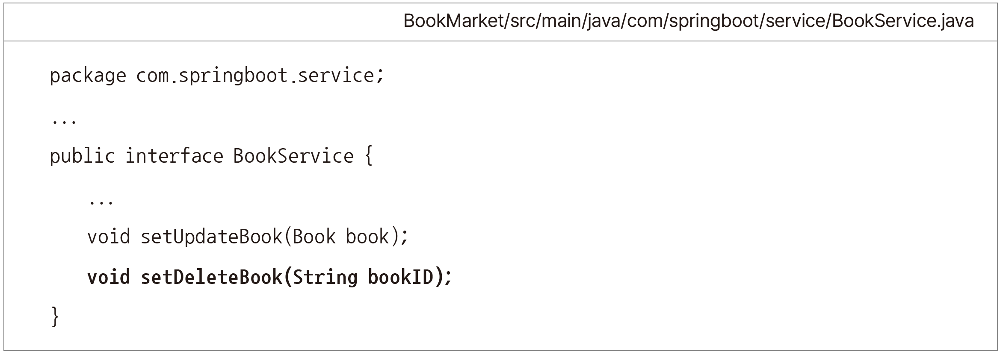 BookMarket/src/main/java/com/springboot/service/BookService.java
package com.springboot.service;
...
public interface BookService {
...
void setUpdateBook(Book book);
void setDeleteBook(String bookID);
}